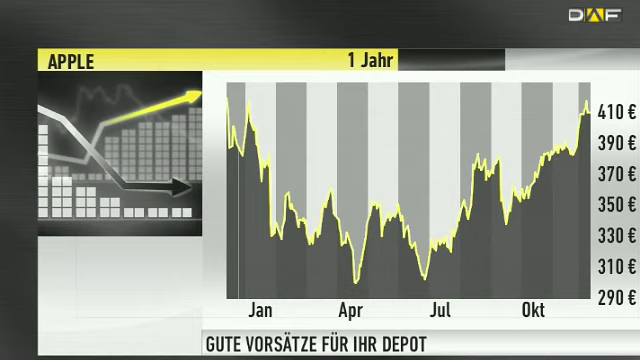 DAF
APPLE
1 Jahr
410 €
390 €
370 €
350 €
330 €
310 €
290 €
Jan
Apr
Jul
Okt
GUTE VORSÄTZE FÜR IHR DEPOT